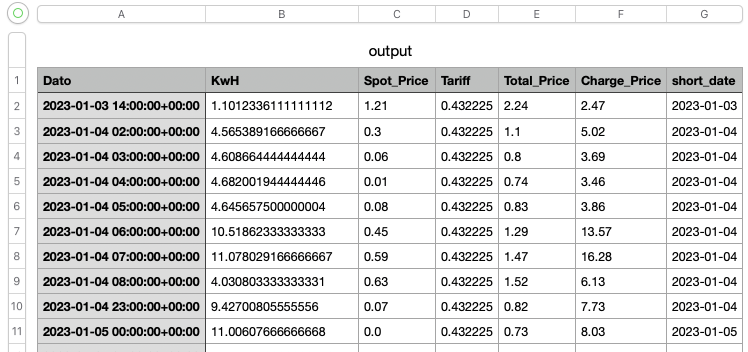 A B C D E F G
output
1 Dato KwH Spot_Price Tariff Total_Price Charge_Price short_date
2 2023-01-03 14:00:00+00:00 1.1012336111111112 1.21 0.432225 2.24 2.47 2023-01-03
3 2023-01-04 02:00:00+00:00 4.565389166666667 0.3 0.432225 1.1 5.02 2023-01-04
4 2023-01-04 03:00:00+00:00 4.608664444444444 0.06 0.432225 0.8 3.69 2023-01-04
5 2023-01-04 04:00:00+00:00 4.682001944444446 0.01 0.432225 0.74 3.46 2023-01-04
6 2023-01-04 05:00:00+00:00 4.645657500000004 0.08 0.432225 0.83 3.86 2023-01-04
7 2023-01-04 06:00:00+00:00 10.51862333333333 0.45 0.432225 1.29 13.57 2023-01-04
8 2023-01-04 07:00:00+00:00 11.078029166666667 0.59 0.432225 1.47 16.28 2023-01-04
9 2023-01-04 08:00:00+00:00 4.030803333333331 0.63 0.432225 1.52 6.13 2023-01-04
10 2023-01-04 23:00:00+00:00 9.42700805555556 0.07 0.432225 0.82 7.73 2023-01-04
11 2023-01-05 00:00:00+00:00 11.00607666666668 0.0 0.432225 0.73 8.03 2023-01-05